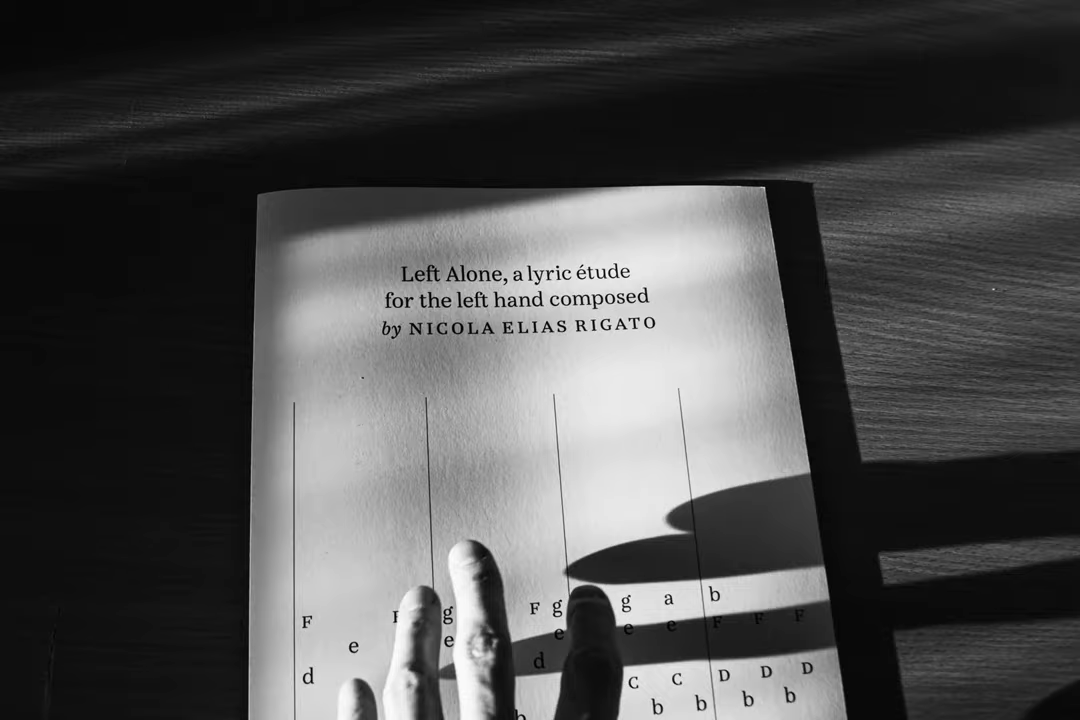 Left Alone, a lyric étude
for the left hand composed
by NICOLA ELIAS RIGATO
F g g a b
F g
e e e e F F F
d d
C C D D D
b b b b b